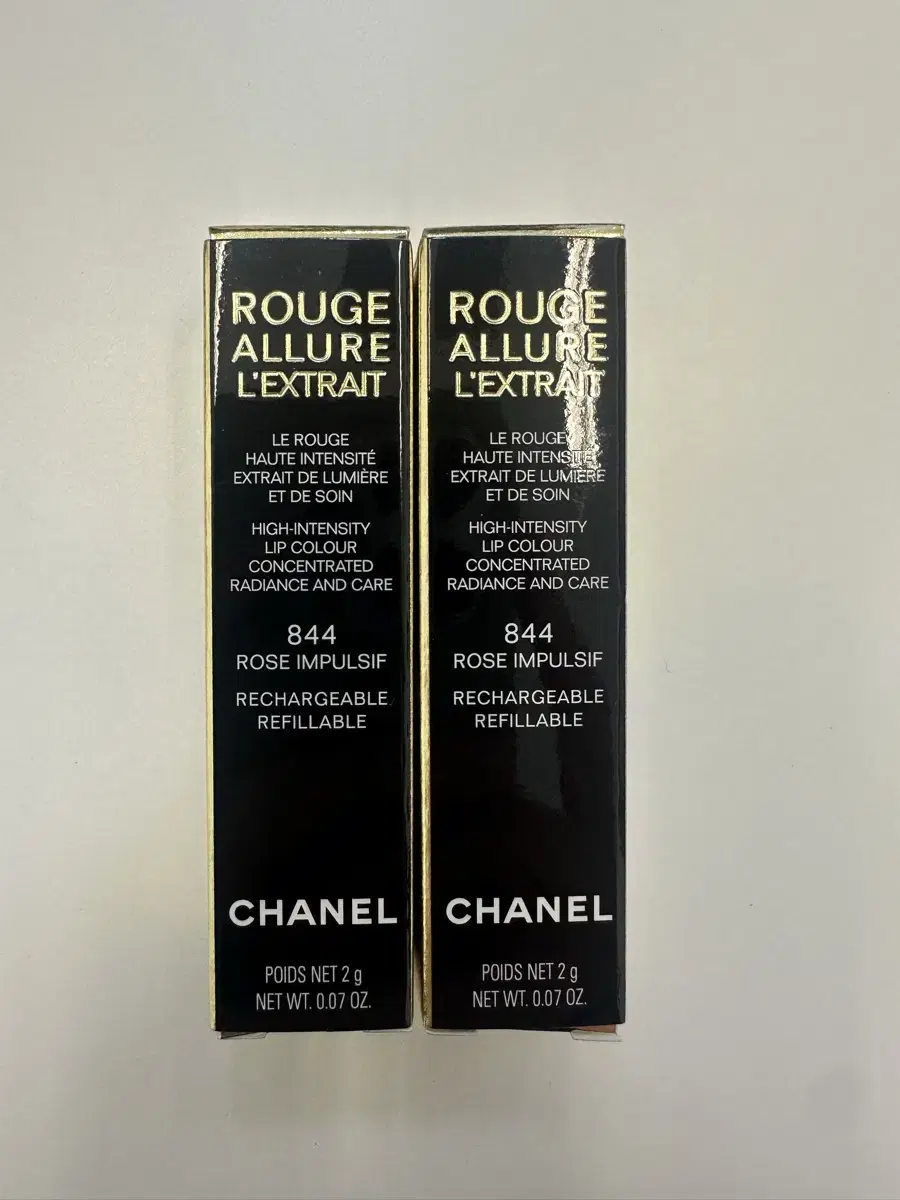 ROUGE
ALLURE
L'EXTRAIT
LE ROUGE
HAUTE INTENSITÉ
EXTRAIT DE LUMIÈRE
ET DE SOIN
HIGH-INTENSITY
LIP COLOUR
CONCENTRATED
RADIANCE AND CARE
844
ROSE IMPULSIF
RECHARGEABLE
REFILLABLE
CHANEL
POIDS NET 2 g
NET WT. 0.07 OZ.
ROUGE
ALLURE
L'EXTRAIT
LE ROUGE
HAUTE INTENSITÉ
EXTRAIT DE LUMIÈRE
ET DE SOIN
HIGH-INTENSITY
LIP COLOUR
CONCENTRATED
RADIANCE AND CARE
844
ROSE IMPULSIF
RECHARGEABLE
REFILLABLE
CHANEL
POIDS NET 2 g
NET WT. 0.07 OZ.